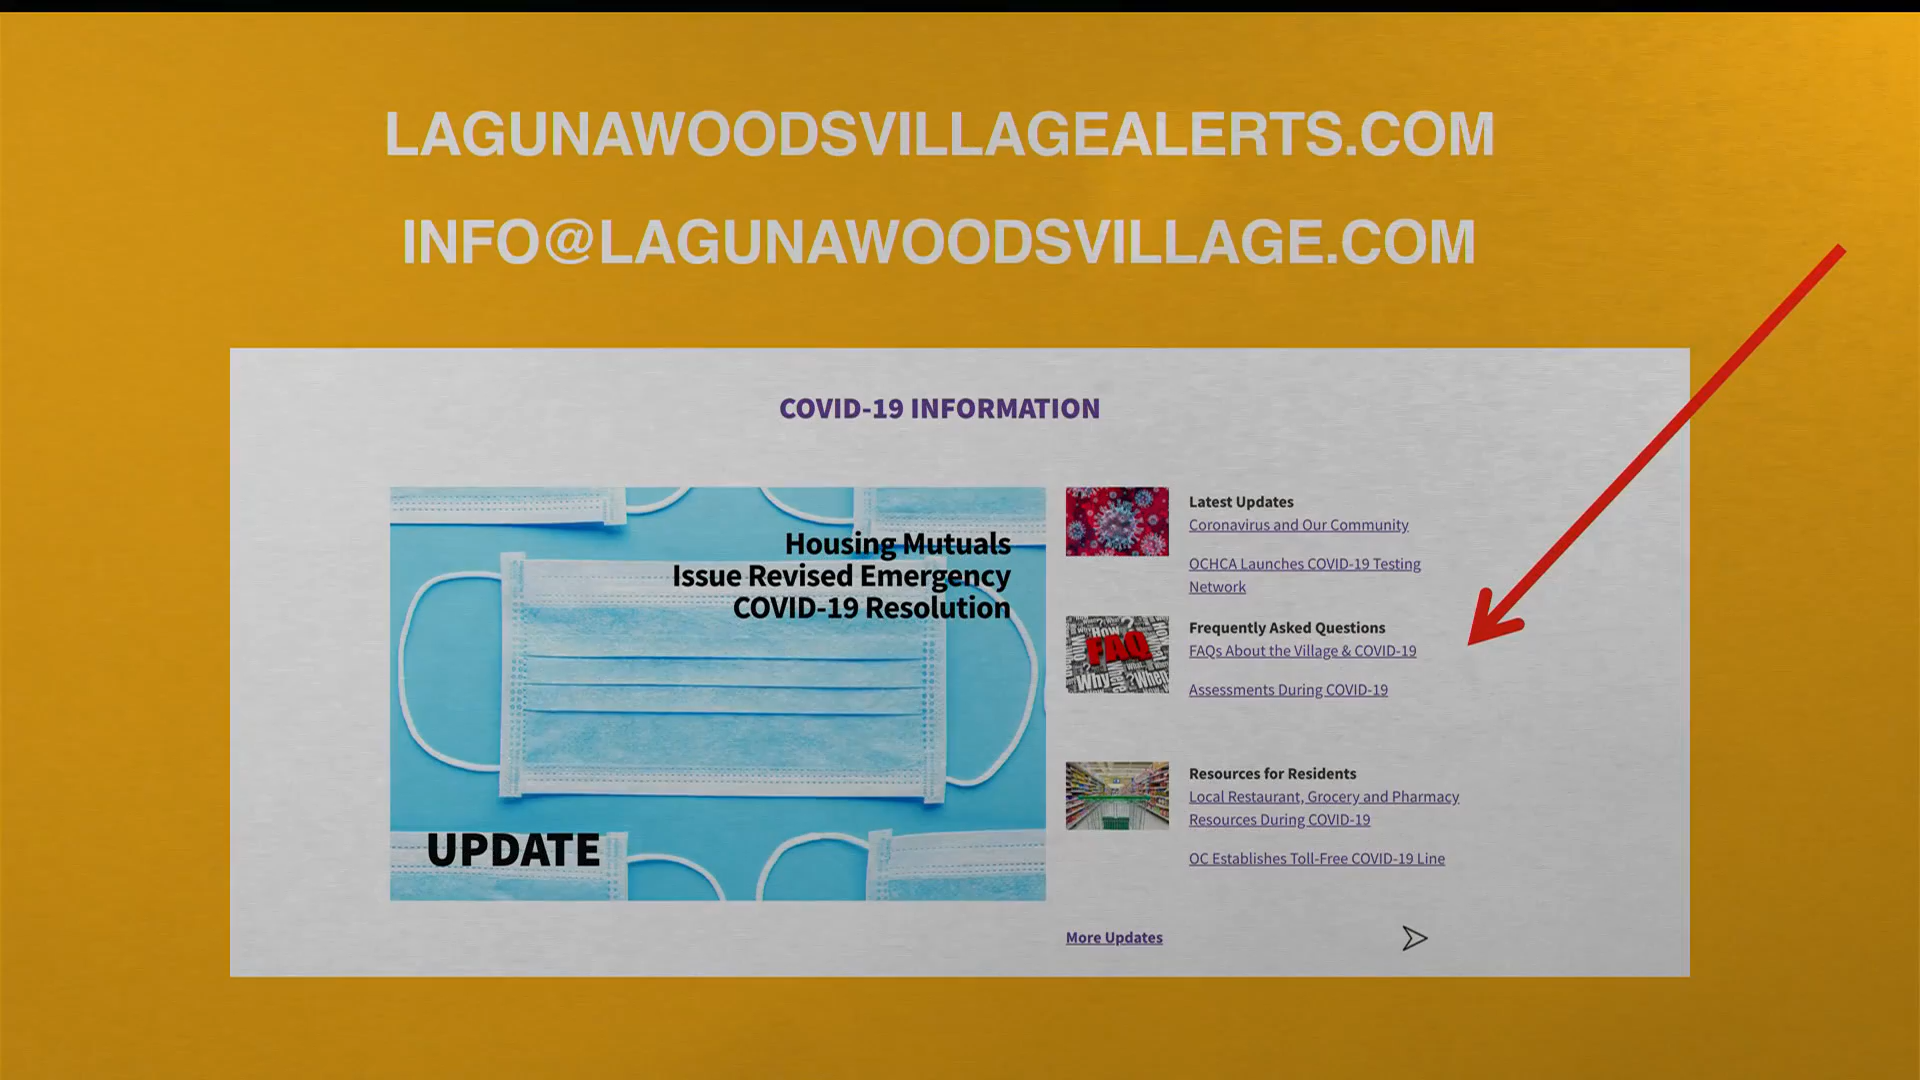 LAGUNAWOODSVILLAGEALERTS.COM
INFO@LAGUNAWOODSVILLAGE.COM
COVID-19 INFORMATION
Housing Mutuals
Issue Revised Emergency
COVID-19 Resolution
UPDATE
Latest Updates
Coronavirus and Our Community
OCHCA Launches COVID-19 Testing
Network
How
FAQ
Why
When
Frequently Asked Questions
FAQs About the Village & COVID-19
Assessments During COVID-19
Resources for Residents
Local Restaurant, Grocery and Pharmacy
Resources During COVID-19
OC Establishes Toll-Free COVID-19 Line
More Updates